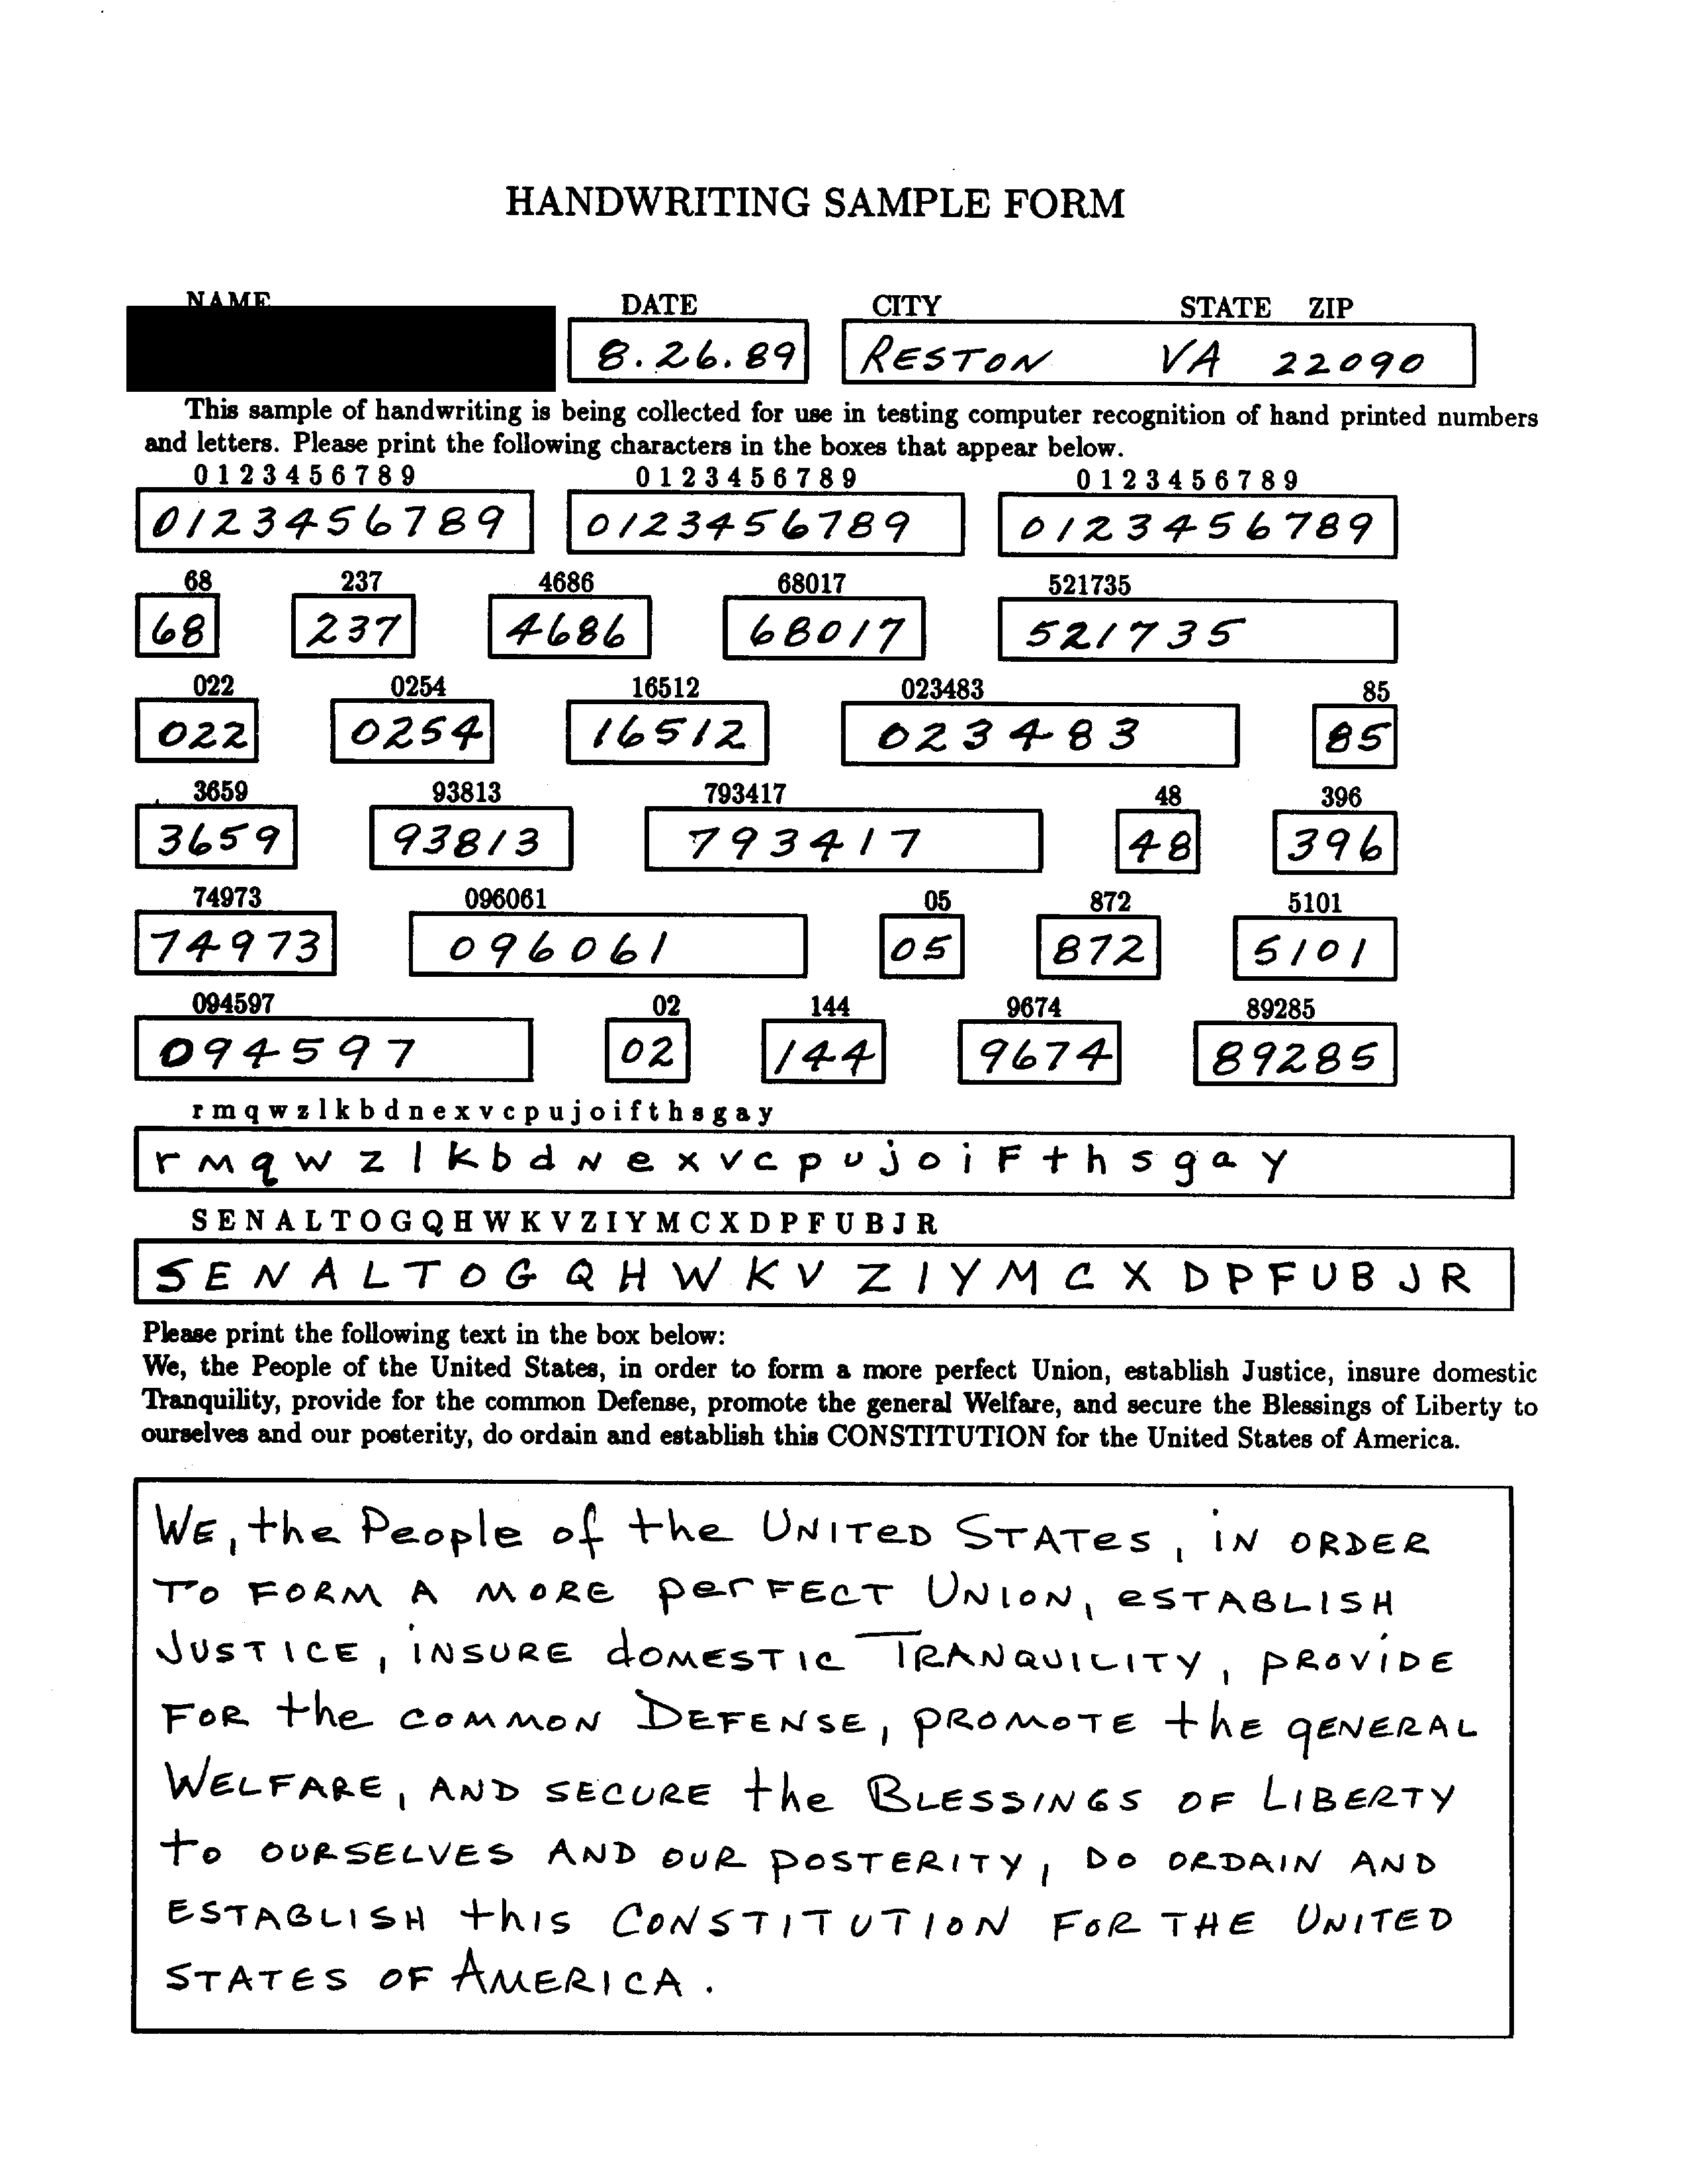 HANDWRITING SAMPLE FORM
NAME DATE CITY STATE ZIP
8.26.89 RESTON VA 22090
This sample of handwriting is being collected for use in testing computer recognition of hand printed numbers
and letters. Please print the following characters in the boxes that appear below.
0 1 2 3 4 5 6 7 8 9 0 1 2 3 4 5 6 7 8 9 0 1 2 3 4 5 6 7 8 9
0123456789 0123456789 0123456789
68 237 4686 68017 521735
68 237 4686 68017 521735
022 0254 16512 023483 85
022 0254 16512 023483 85
3659 93813 793417 48 396
3659 93813 793417 48 396
74973 096061 05 872 5101
74973 096061 05 872 5101
094597 02 144 9674 89285
094597 02 144 9674 89285
r m q w z l k b d n e x v c p u j o i f t h s g a y
r m q w z l k b d N e x v c p u j o i F t h s g a y
S E N A L T O G Q H W K V Z I Y M C X D P F U B J R
S E N A L T O G Q H W K V Z I Y M C X D P F U B J R
Please print the following text in the box below:
We, the People of the United States, in order to form a more perfect Union, establish Justice, insure domestic
Tranquility, provide for the common Defense, promote the general Welfare, and secure the Blessings of Liberty to
ourselves and our posterity, do ordain and establish this CONSTITUTION for the United States of America.
WE, the People of the UNITeD STATes, iN ORDER
TO FORM A MORE perFECT UNION, eSTABLISH
JUSTICE, iNSURE dOMESTIC TRANQUILITY, PROViDE
FOR the COMMON DEFENSE, PROMOTE thE gENERAL
WELFARE, AND SECURE the BLESSINGS OF LIBERTY
to OURSELVES AND OUR POSTERITY, DO ORDAIN AND
ESTABLISH thIS CONSTITUTION FOR THE UNITED
STATES OF AMERICA.